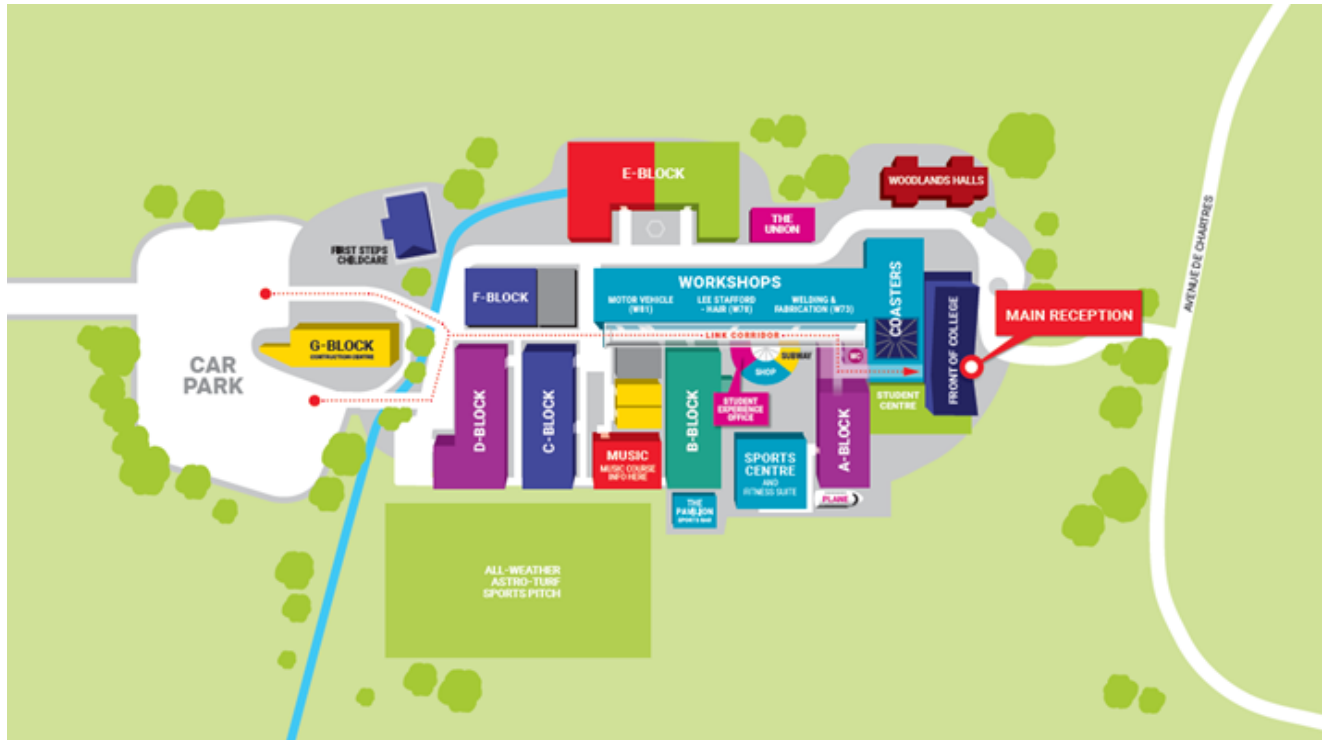 E-BLOCK
WOODLANDS HALLS
THE
UNION
AVENUE DE CHARTRES
FIRST STEPS
CHILDCARE
F-BLOCK
WORKSHOPS
MOTOR VEHICLE
(W81)
LEE STAFFORD
- HAIR (W78)
WELDING &
FABRICATION (W73)
COASTERS
FRONT OF COLLEGE
MAIN RECEPTION
LINK CORRIDOR
G-BLOCK
CONTRUCTION CENTRE
CAR
PARK
SUBWAY
SHOP
WC
STUDENT
EXPERIENCE
OFFICE
STUDENT
CENTRE
D-BLOCK
C-BLOCK
B-BLOCK
A-BLOCK
MUSIC
MUSIC COURSE
INFO HERE
SPORTS
CENTRE
AND
FITNESS SUITE
PLANE
THE
PAVILION
SPORTS BAR
ALL-WEATHER
ASTRO-TURF
SPORTS PITCH